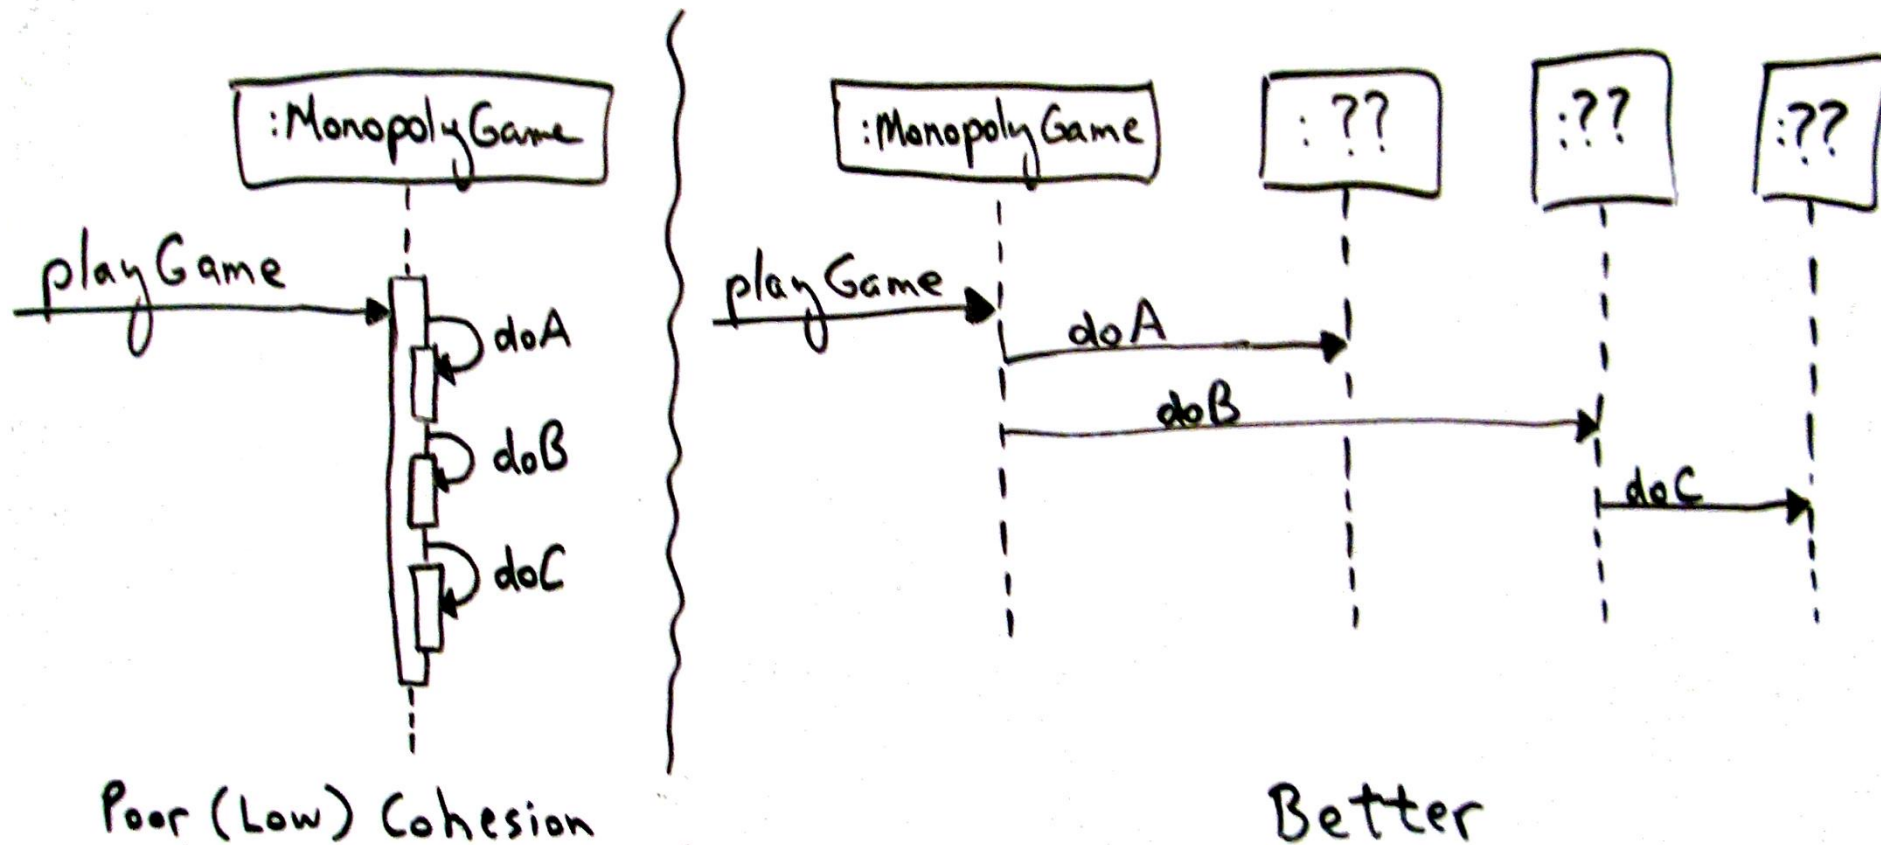 :MonopolyGame
playGame
doA
doB
doC
Poor (Low) Cohesion
:MonopolyGame
: ??
:??
:??
playGame
doA
doB
doC
Better